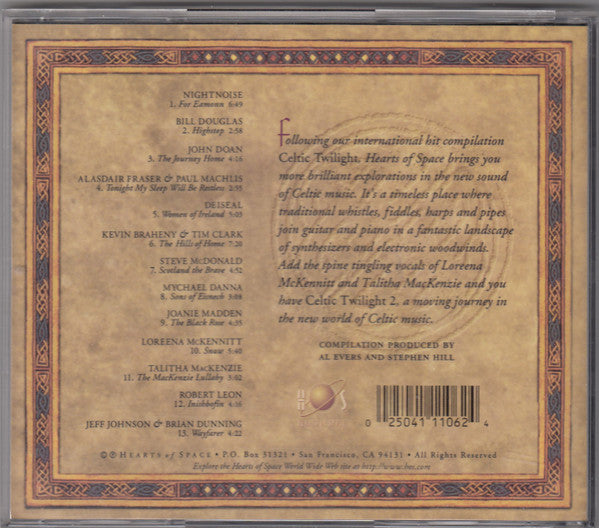 NIGHTNOISE
1. For Eamonn 6:49
BILL DOUGLAS
2. Highstep 2:58
JOHN DOAN
3. The Journey Home 4:16
ALASDAIR FRASER & PAUL MACHLIS
4. Tonight My Sleep Will Be Restless 2:55
DEISEAL
5. Women of Ireland 5:03
KEVIN BRAHENY & TIM CLARK
6. The Hills of Home 7:20
STEVE MCDONALD
7. Scotland the Brave 4:52
MYCHAEL DANNA
8. Sons of Eisnech 3:08
JOANIE MADDEN
9. The Black Rose 4:35
LOREENA MCKENNITT
10. Snow 5:40
TALITHA MACKENZIE
11. The MacKenzie Lullaby 3:02
ROBERT LEON
12. Inishbofin 4:16
JEFF JOHNSON & BRIAN DUNNING
13. Wayfarer 4:22
Following our international hit compilation
Celtic Twilight, Hearts of Space brings you
more brilliant explorations in the new sound
of Celtic music. It's a timeless place where
traditional whistles, fiddles, harps and pipes
join guitar and piano in a fantastic landscape
of synthesizers and electronic woodwinds.
Add the spine tingling vocals of Loreena
McKennitt and Talitha MacKenzie and you
have Celtic Twilight 2, a moving journey in
the new world of Celtic music.
COMPILATION PRODUCED BY
AL EVERS AND STEPHEN HILL
0 25041 11062 4
©℗ HEARTS of SPACE • P.O. Box 31321 • San Francisco, CA 94131 • All Rights Reserved
Explore the Hearts of Space World Wide Web site at http://www.hos.com